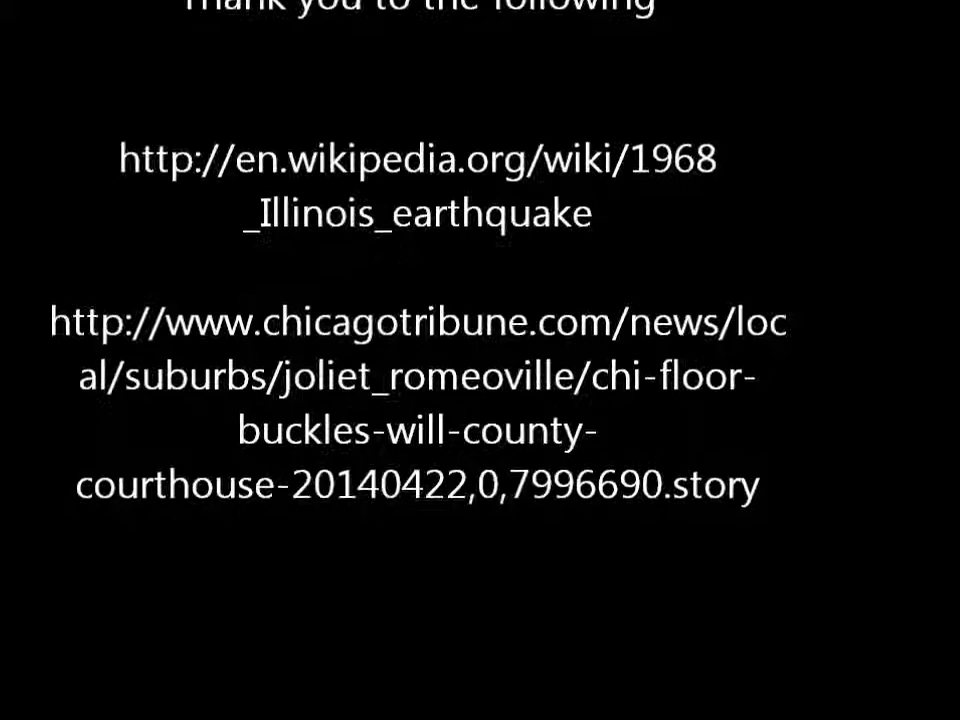 Thank you to the following
http://en.wikipedia.org/wiki/1968
_Illinois_earthquake
http://www.chicagotribune.com/news/loc
al/suburbs/joliet_romeoville/chi-floor-
buckles-will-county-
courthouse-20140422,0,7996690.story